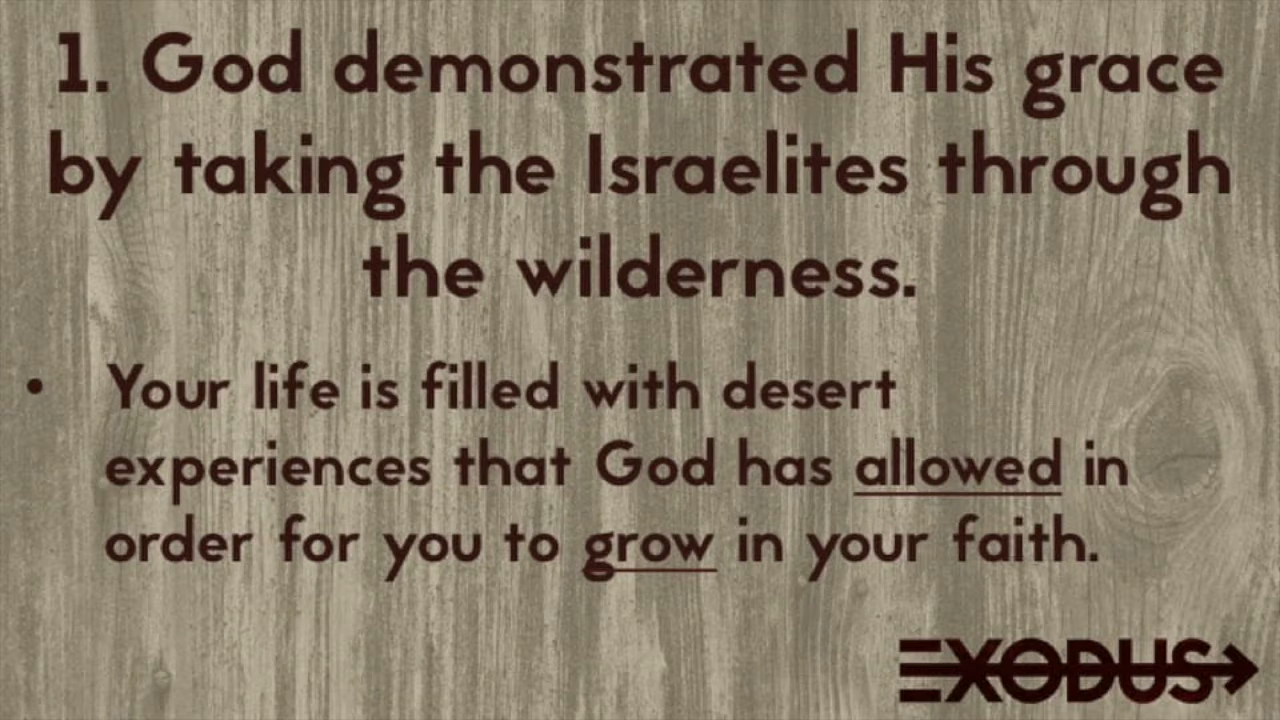 1. God demonstrated His grace
by taking the Israelites through
the wilderness.
• Your life is filled with desert
experiences that God has allowed in
order for you to grow in your faith.
EXODUS